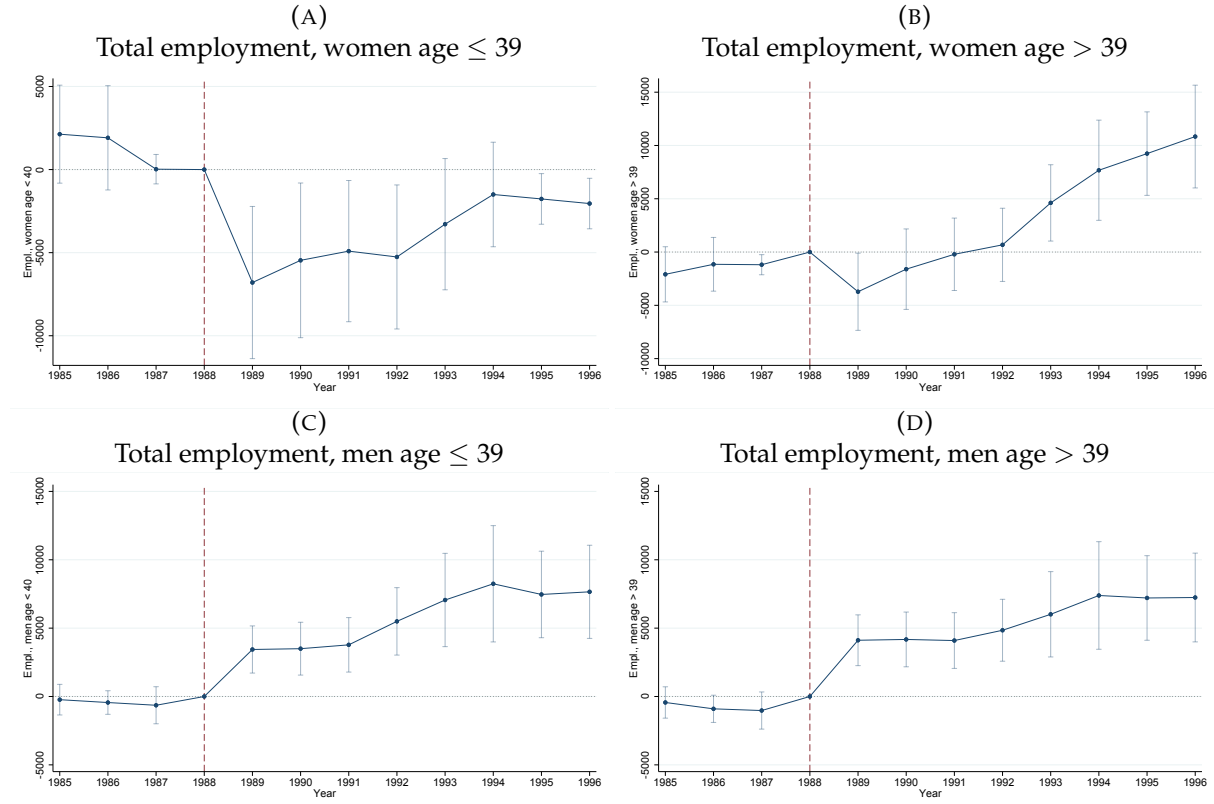 (A)
Total employment, women age ≤ 39
Empl., women age < 40
5000
0
-5000
-10000
1985 1986 1987 1988 1989 1990 1991 1992 1993 1994 1995 1996
Year
(B)
Total employment, women age > 39
Empl., women age > 39
15000
10000
5000
0
-5000
-10000
1985 1986 1987 1988 1989 1990 1991 1992 1993 1994 1995 1996
Year
(C)
Total employment, men age ≤ 39
Empl., men age < 40
15000
10000
5000
0
-5000
1985 1986 1987 1988 1989 1990 1991 1992 1993 1994 1995 1996
Year
(D)
Total employment, men age > 39
Empl., men age > 39
15000
10000
5000
0
-5000
1985 1986 1987 1988 1989 1990 1991 1992 1993 1994 1995 1996
Year